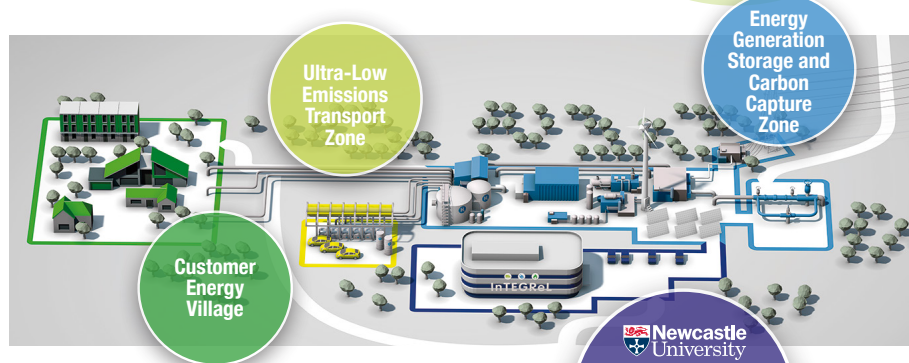 Energy
Generation
Storage and
Carbon
Capture
Zone
Ultra-Low
Emissions
Transport
Zone
Customer
Energy
Village
InTEGReL
Newcastle
University